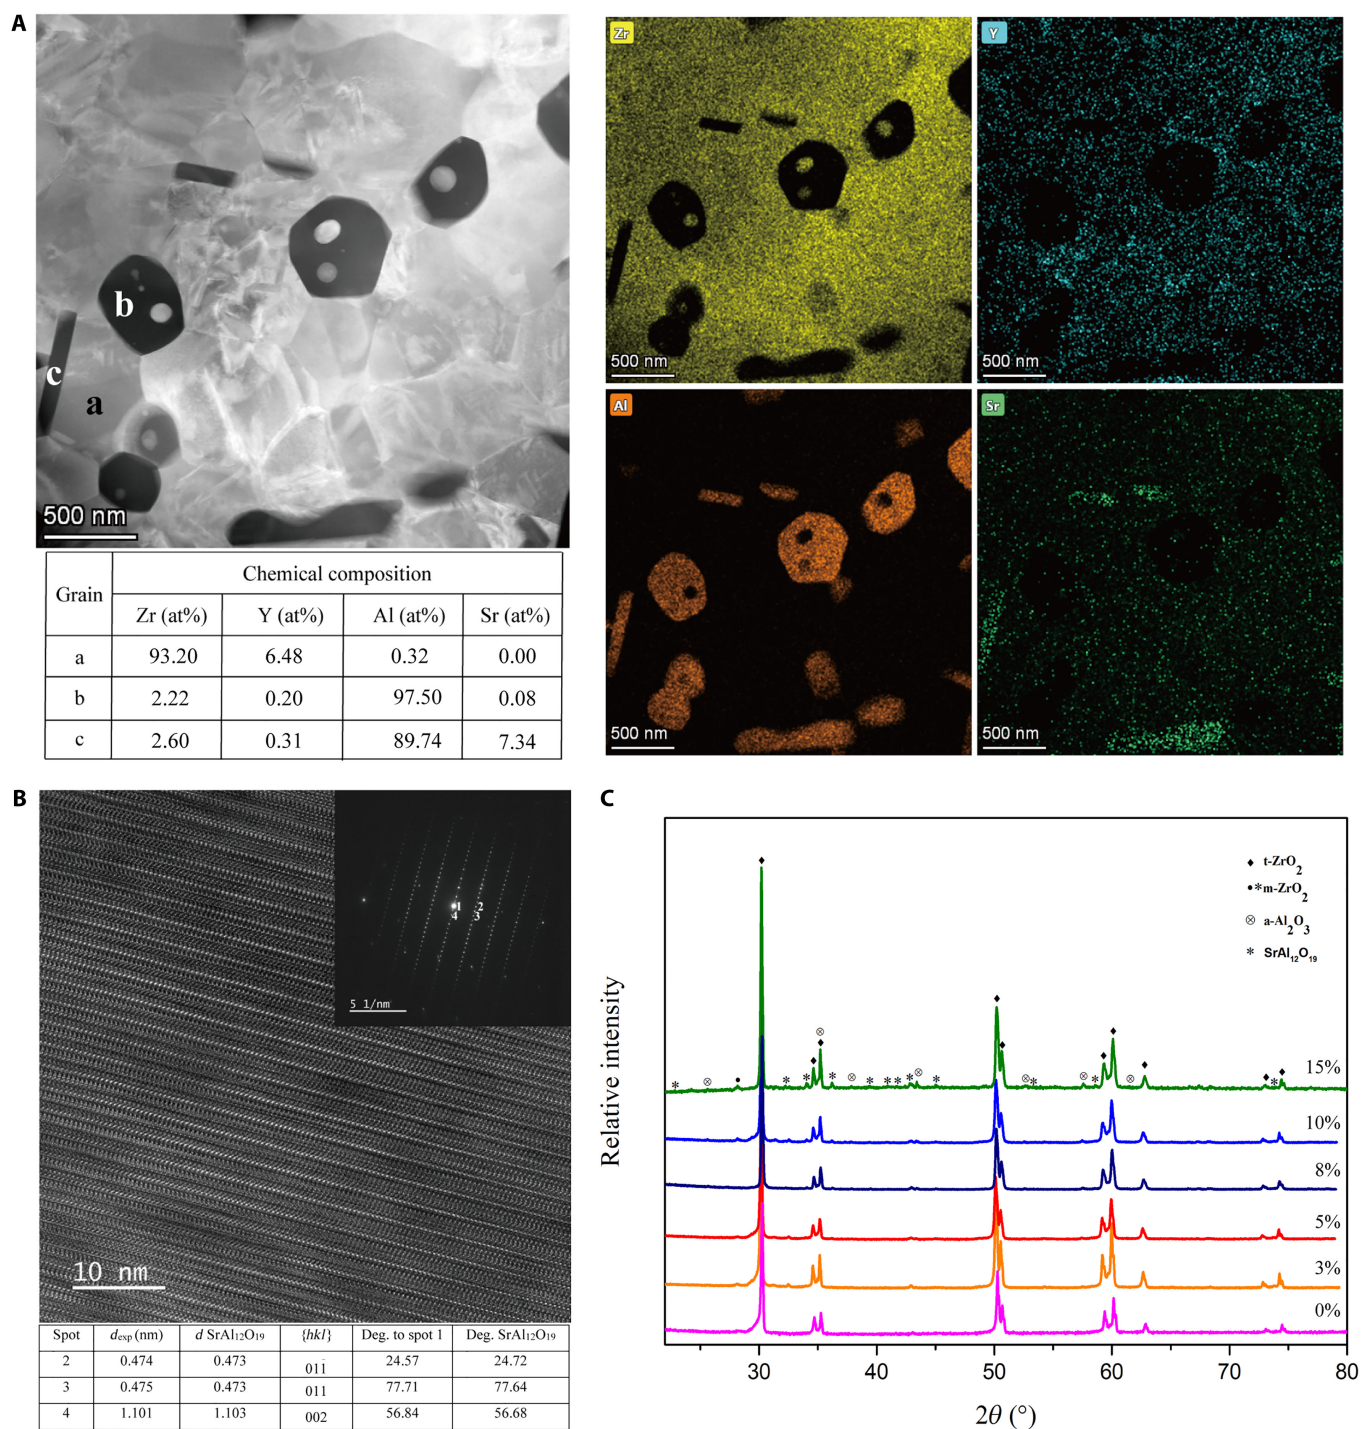 A
b
c
a
500 nm
Zr
500 nm
Y
500 nm
Al
500 nm
Sr
500 nm
Grain Chemical composition
Zr (at%) Y (at%) Al (at%) Sr (at%)
a 93.20 6.48 0.32 0.00
b 2.22 0.20 97.50 0.08
c 2.60 0.31 89.74 7.34
B
1
2
4
3
5 1/nm
10 nm
Spot dexp (nm) d SrAl12O19 {hkl} Deg. to spot 1 Deg. SrAl12O19
2 0.474 0.473 011̄ 24.57 24.72
3 0.475 0.473 011 77.71 77.64
4 1.101 1.103 002 56.84 56.68
C
♦ t-ZrO2
•*m-ZrO2
⊗ a-Al2O3
* SrAl12O19
Relative intensity
15%
10%
8%
5%
3%
0%
30 40 50 60 70 80
2θ (°)